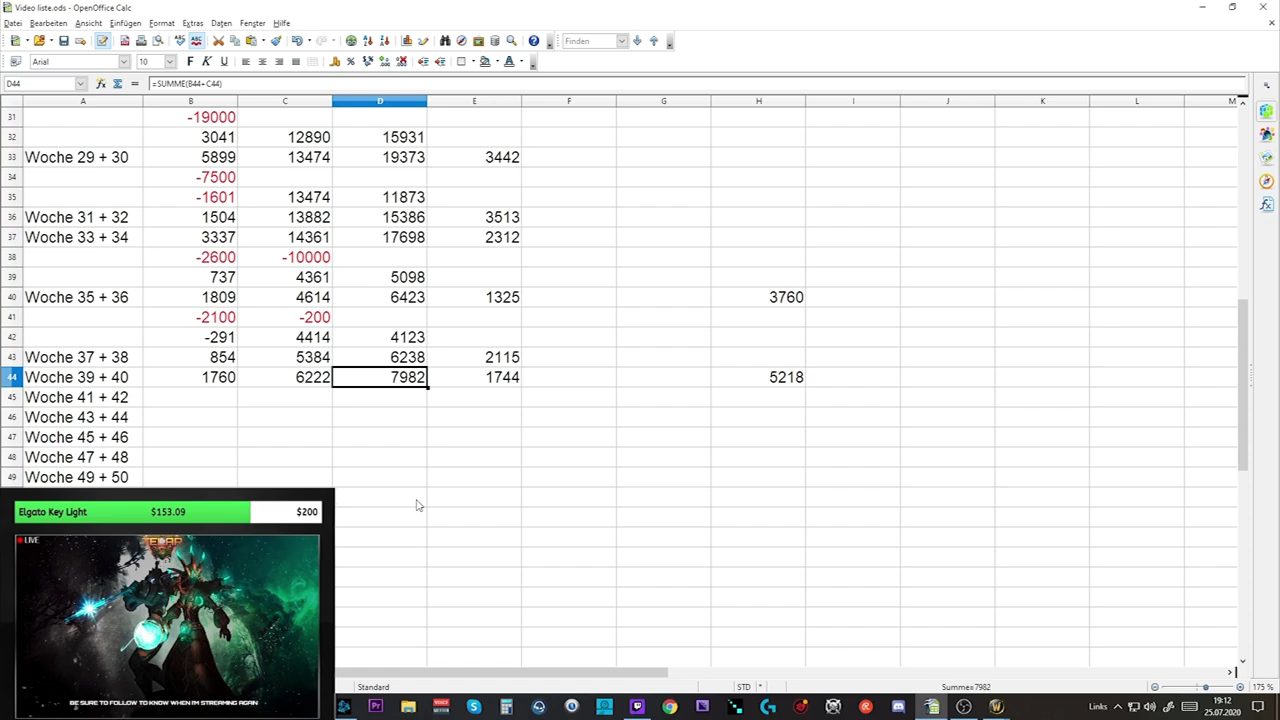 Video liste.ods - OpenOffice Calc
Datei Bearbeiten Ansicht Einfügen Format Extras Daten Fenster Hilfe
Finden
Arial 10
D44 =SUMME(B44+C44)
A B C D E F G H I J K L M
31 -19000
32 3041 12890 15931
33 Woche 29 + 30 5899 13474 19373 3442
34 -7500
35 -1601 13474 11873
36 Woche 31 + 32 1504 13882 15386 3513
37 Woche 33 + 34 3337 14361 17698 2312
38 -2600 -10000
39 737 4361 5098
40 Woche 35 + 36 1809 4614 6423 1325 3760
41 -2100 -200
42 -291 4414 4123
43 Woche 37 + 38 854 5384 6238 2115
44 Woche 39 + 40 1760 6222 7982 1744 5218
45 Woche 41 + 42
46 Woche 43 + 44
47 Woche 45 + 46
48 Woche 47 + 48
49 Woche 49 + 50
Elgato Key Light $153.09 $200
LIVE
BE SURE TO FOLLOW TO KNOW WHEN I'M STREAMING AGAIN
Standard STD * Summe=7982 175 %
Links 19:12
25.07.2020